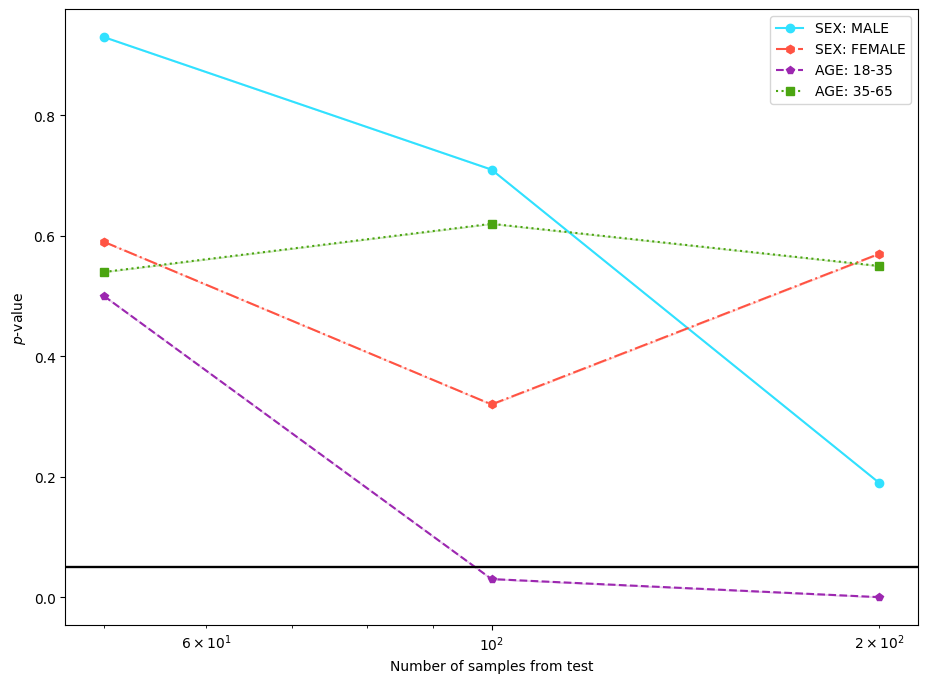 SEX: MALE
SEX: FEMALE
AGE: 18-35
AGE: 35-65
0.8
0.6
0.4
0.2
0.0
p-value
6 × 10¹
10²
2 × 10²
Number of samples from test